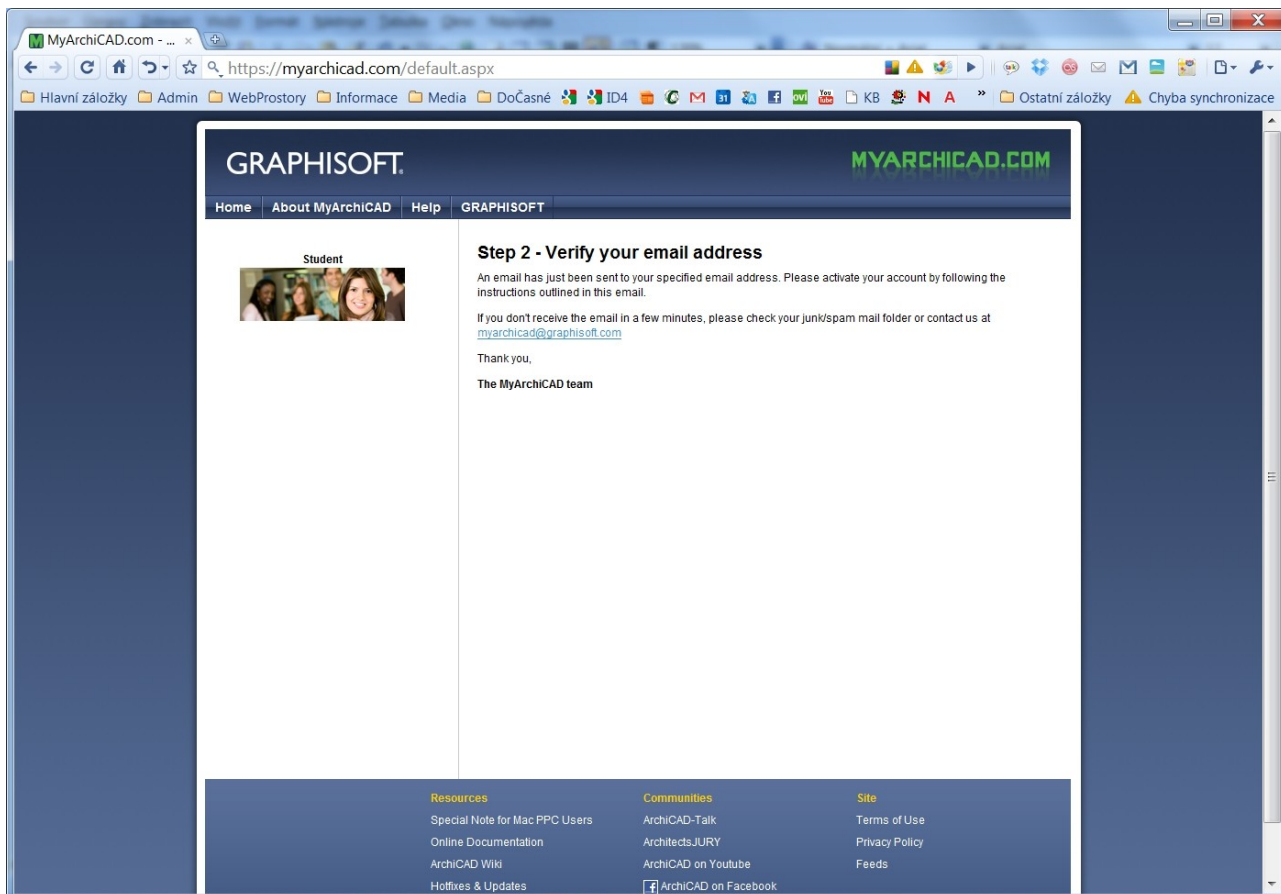 MyArchiCAD.com - ...
https://myarchicad.com/default.aspx
Hlavní záložky Admin WebProstory Informace Media DoČasné ID4 31 ovi You Tube KB N A » Ostatní záložky Chyba synchronizace
GRAPHISOFT.
MYARCHICAD.COM
Home About MyArchiCAD Help GRAPHISOFT
Student
Step 2 - Verify your email address
An email has just been sent to your specified email address. Please activate your account by following the
instructions outlined in this email.
If you don't receive the email in a few minutes, please check your junk/spam mail folder or contact us at
myarchicad@graphisoft.com
Thank you,
The MyArchiCAD team
Resources Communities Site
Special Note for Mac PPC Users ArchiCAD-Talk Terms of Use
Online Documentation ArchitectsJURY Privacy Policy
ArchiCAD Wiki ArchiCAD on Youtube Feeds
Hotfixes & Updates ArchiCAD on Facebook